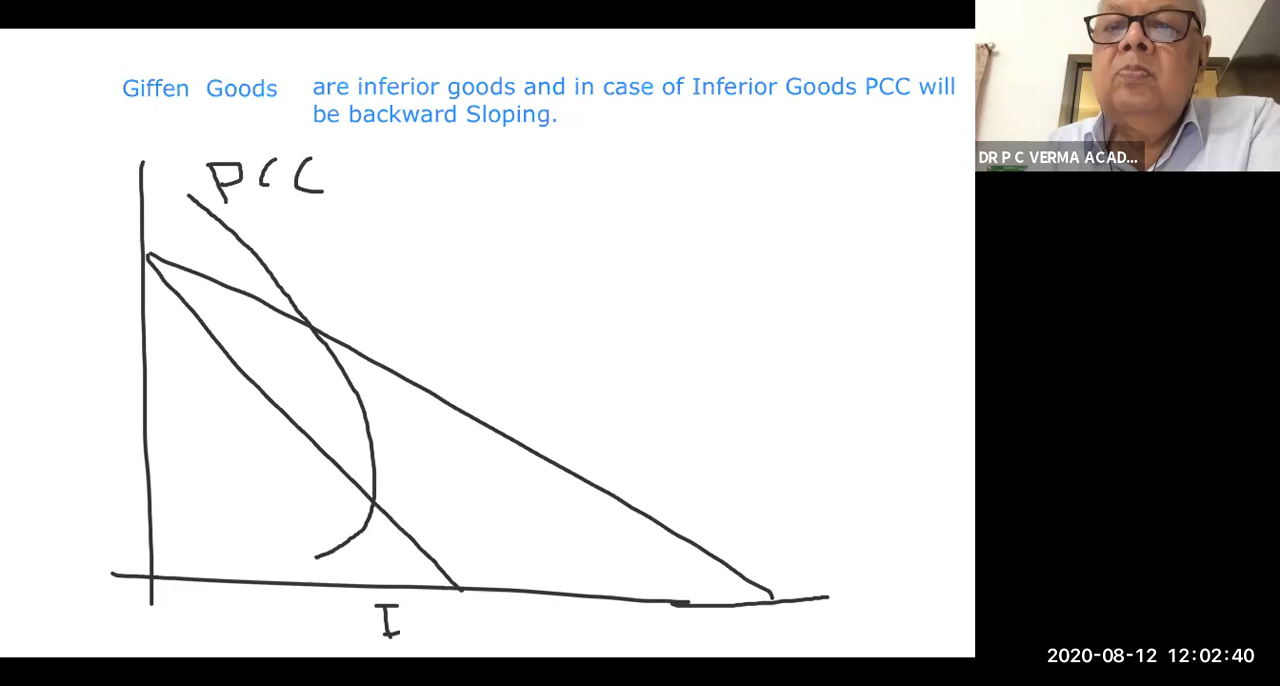 Giffen Goods are inferior goods and in case of Inferior Goods PCC will
be backward Sloping.
PCC
DR P C VERMA ACAD...
I
2020-08-12 12:02:40